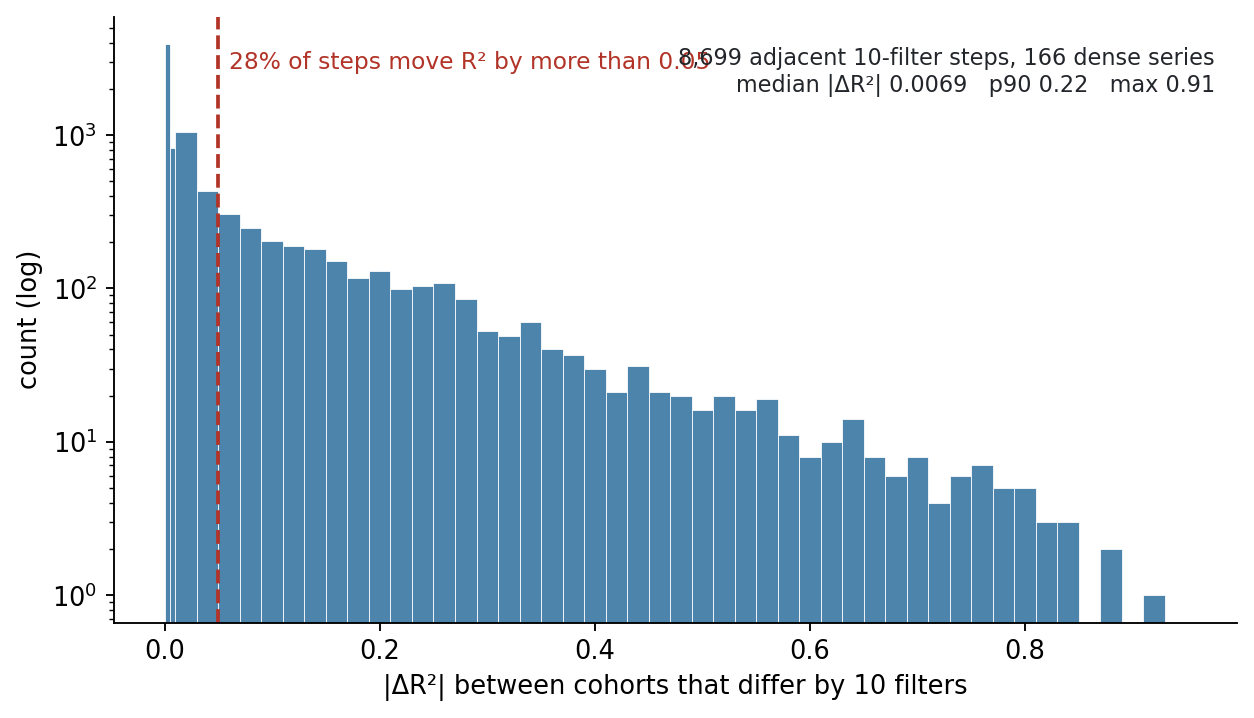 28% of steps move R² by more than 0.05
8,699 adjacent 10-filter steps, 166 dense series
median |ΔR²| 0.0069 p90 0.22 max 0.91
count (log)
10³
10²
10¹
10⁰
0.0 0.2 0.4 0.6 0.8
|ΔR²| between cohorts that differ by 10 filters